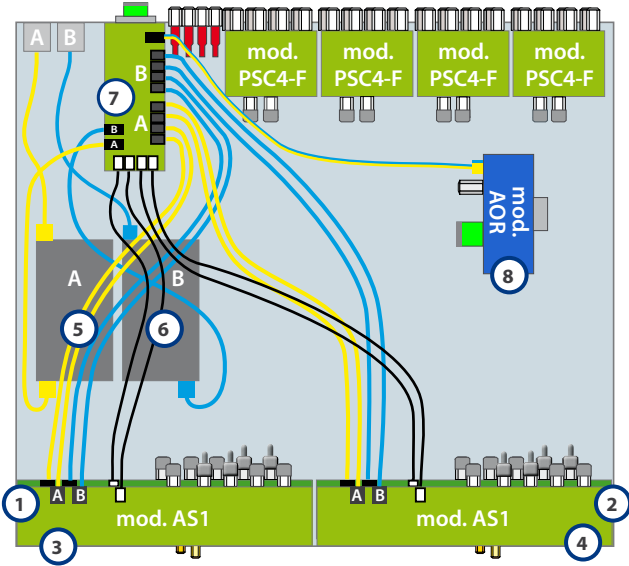 A B
mod.
PSC4-F
mod.
PSC4-F
mod.
PSC4-F
mod.
PSC4-F
B
7
A
B
A
mod.
AOR
8
A
B
5
6
1
A B
A B
2
mod. AS1
mod. AS1
3
4